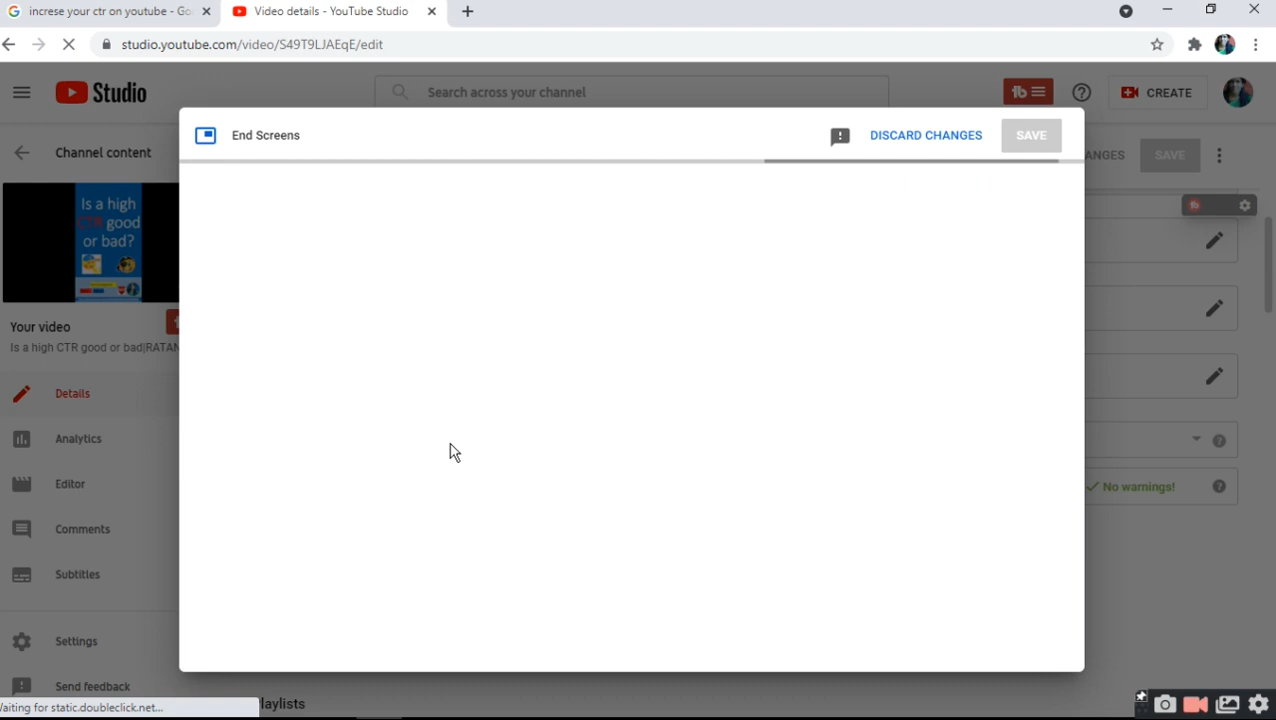 increse your ctr on youtube - Go
Video details - YouTube Studio
studio.youtube.com/video/S49T9LJAEqE/edit
Studio
Search across your channel
CREATE
End Screens
DISCARD CHANGES
SAVE
Channel content
ANGES
SAVE
Is a high
CTR good
or bad?
Your video
Is a high CTR good or bad|RATAN
Details
Analytics
Editor
No warnings!
Comments
Subtitles
Settings
Send feedback
laylists
Waiting for static.doubleclick.net...